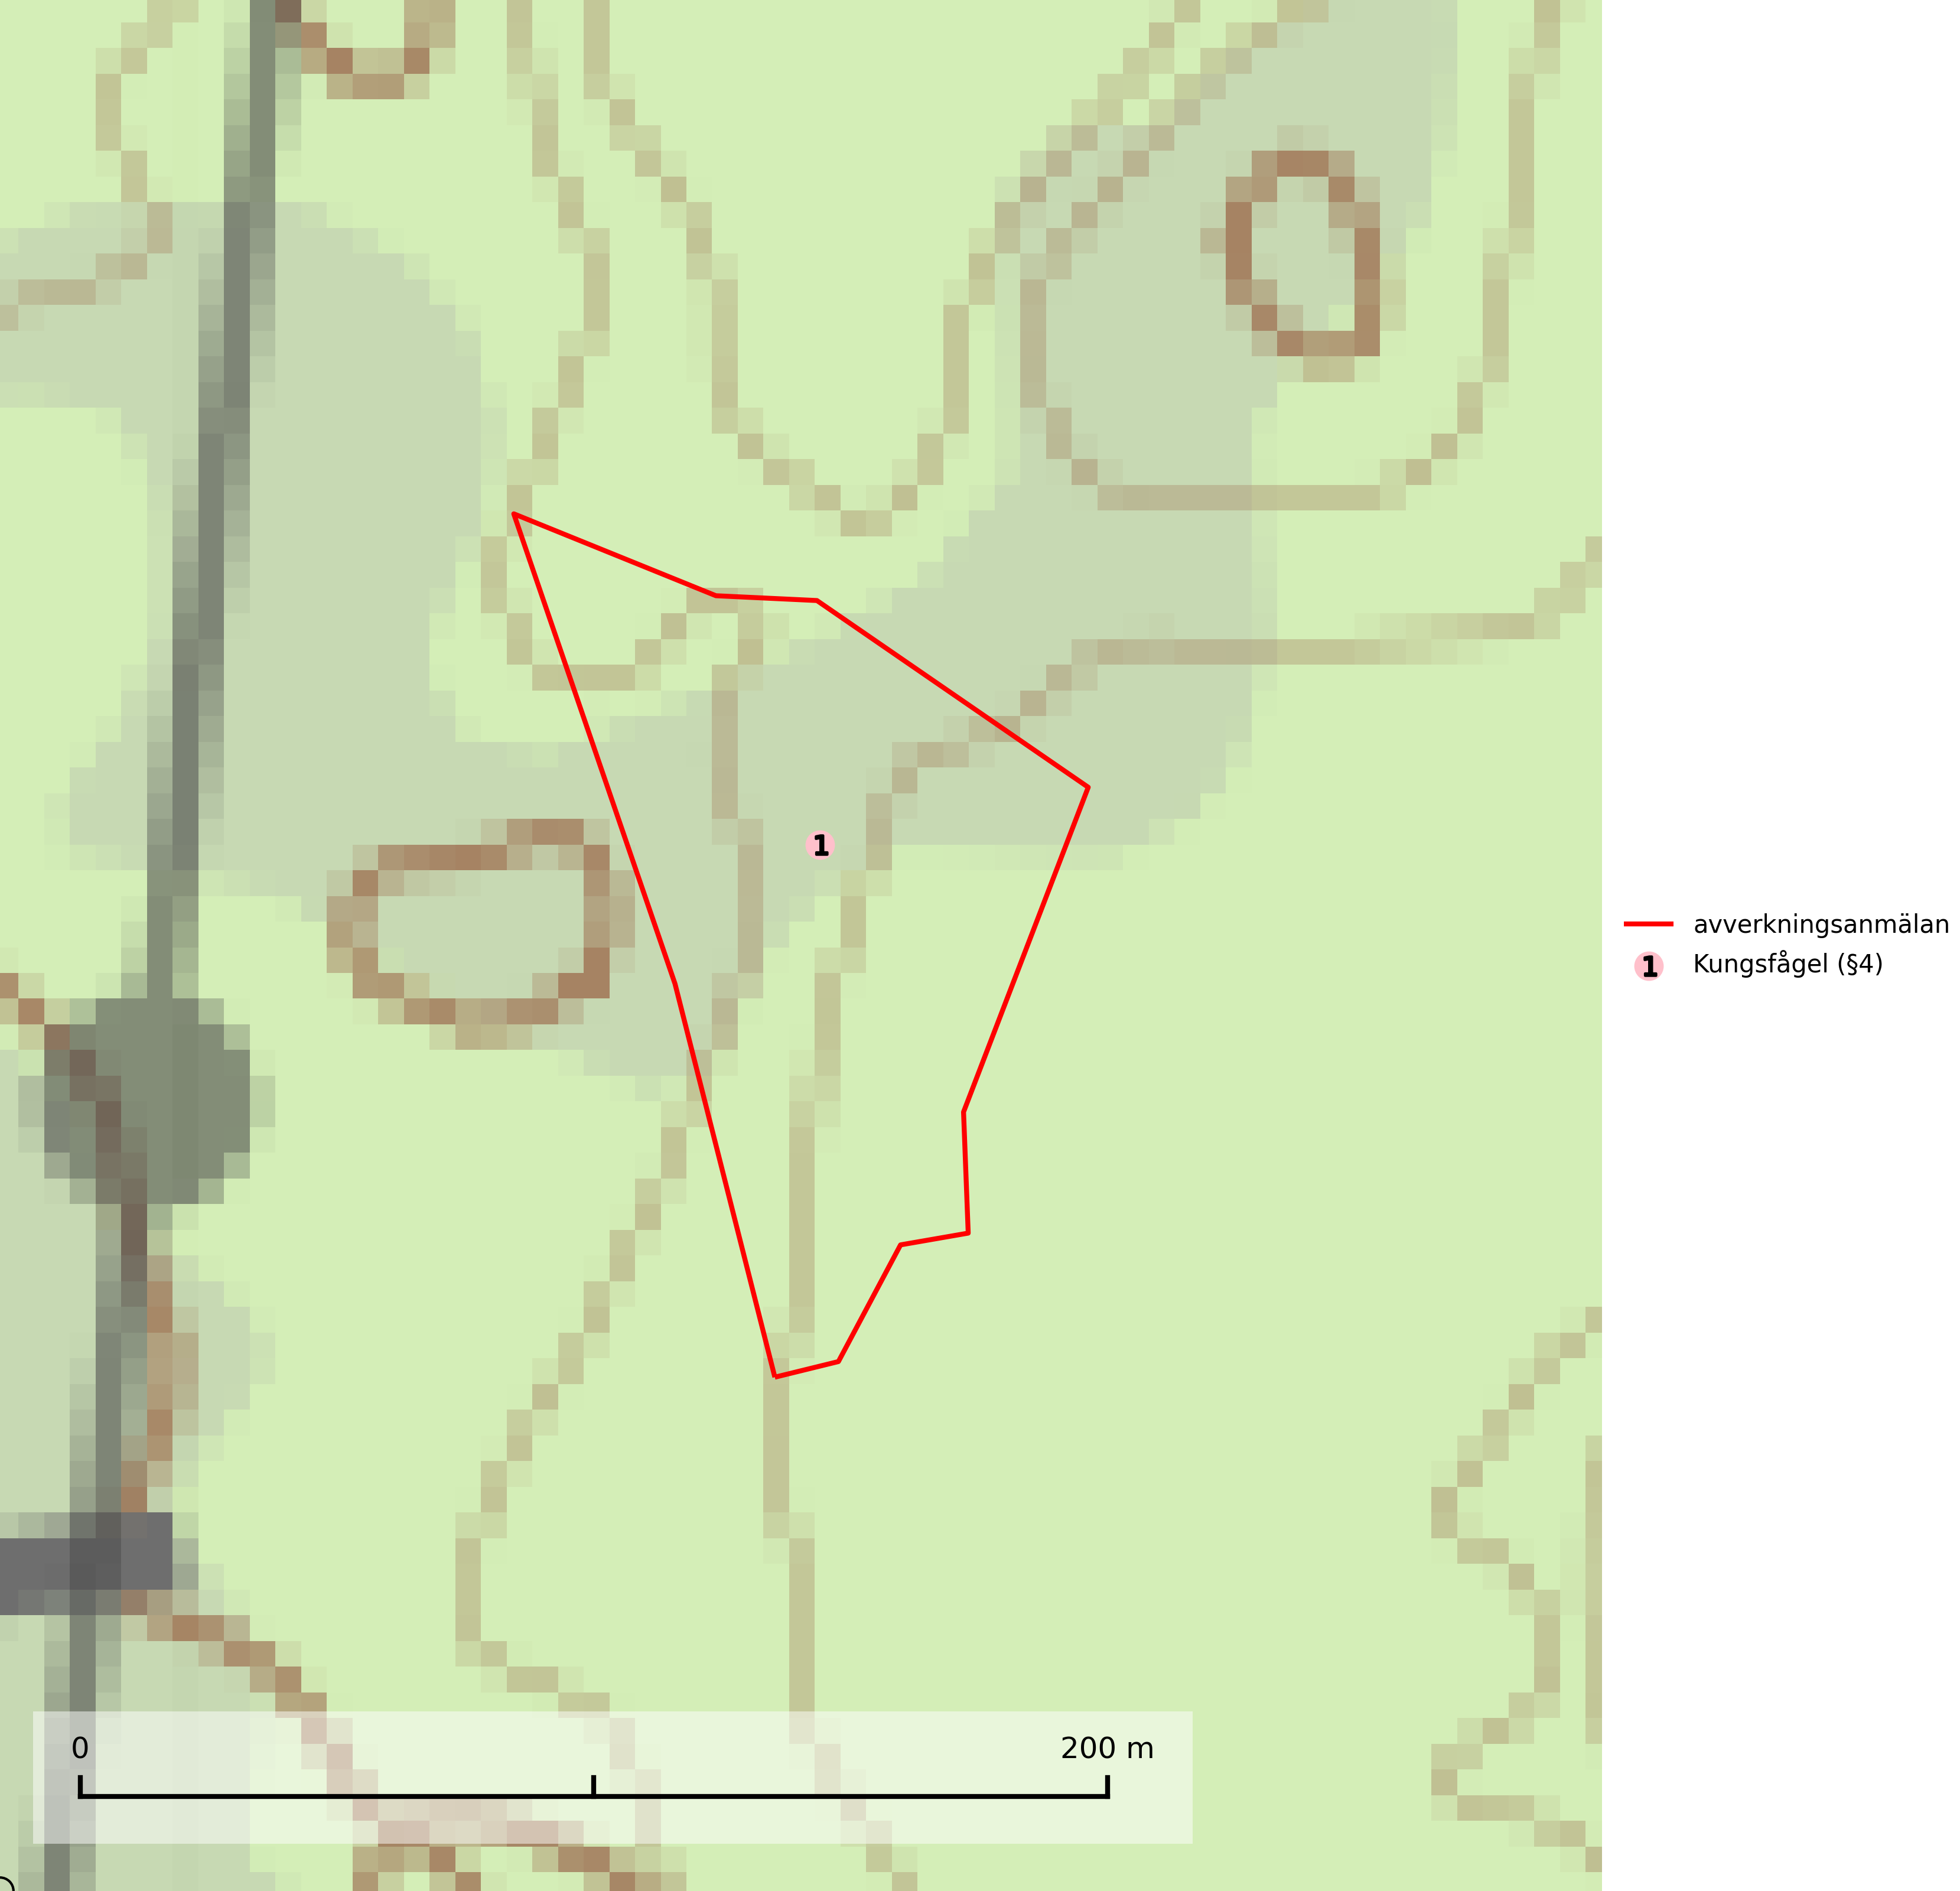 1
avverkningsanmälan
1 Kungsfågel (§4)
0 200 m